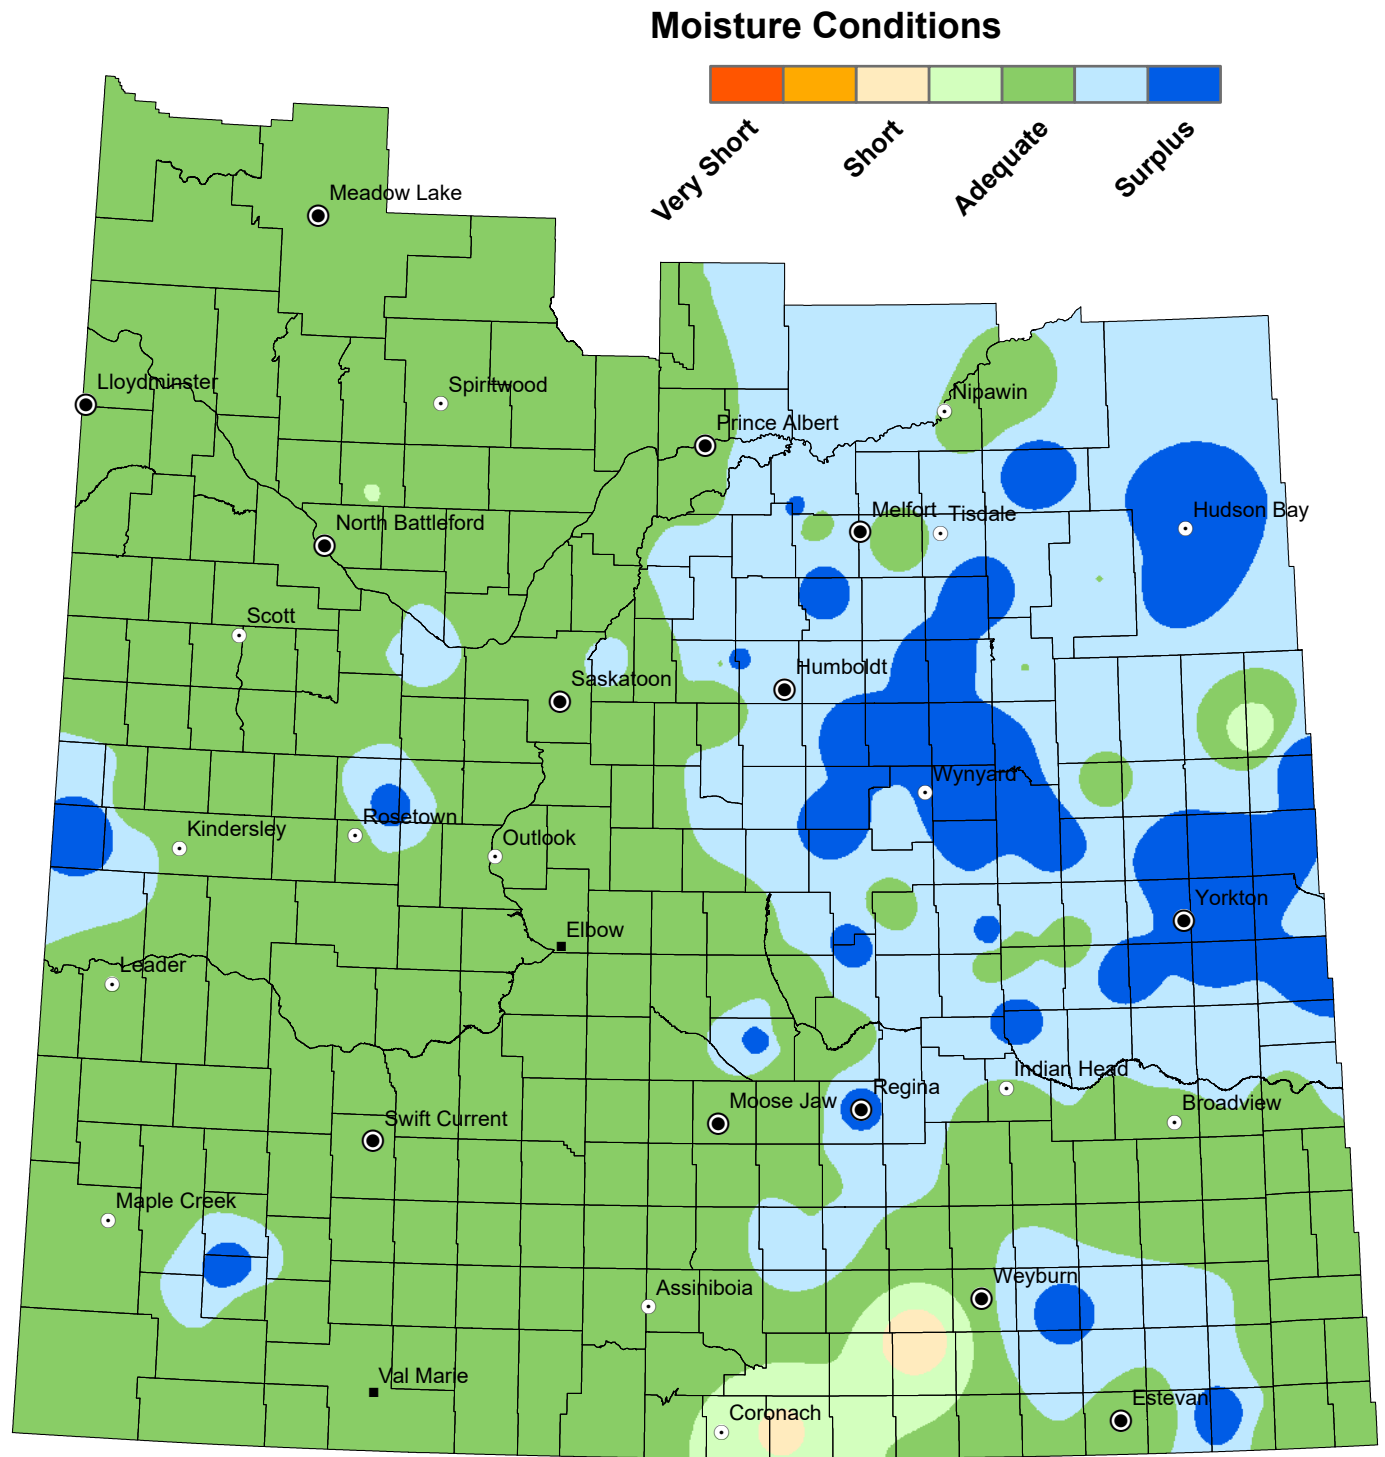 Moisture Conditions
Very Short
Short
Adequate
Surplus
Meadow Lake
Lloydminster
Spiritwood
Nipawin
Prince Albert
North Battleford
Melfort
Tisdale
Hudson Bay
Scott
Saskatoon
Humboldt
Wynyard
Kindersley
Rosetown
Outlook
Yorkton
Elbow
Leader
Indian Head
Regina
Moose Jaw
Broadview
Swift Current
Maple Creek
Assiniboia
Weyburn
Val Marie
Estevan
Coronach